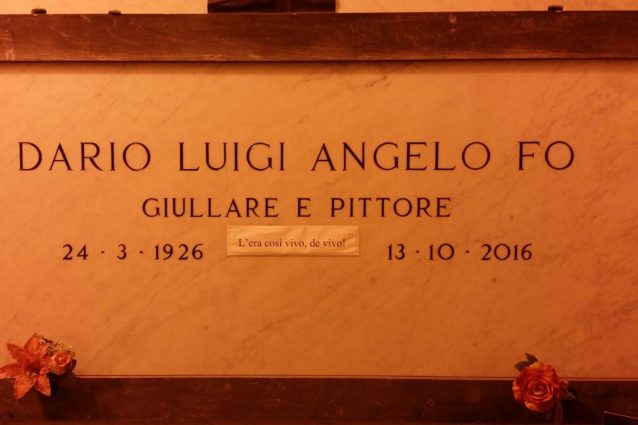 DARIO LUIGI ANGELO FO
GIULLARE E PITTORE
24 - 3 - 1926 L'era così vivo, de vivo! 13 - 10 - 2016